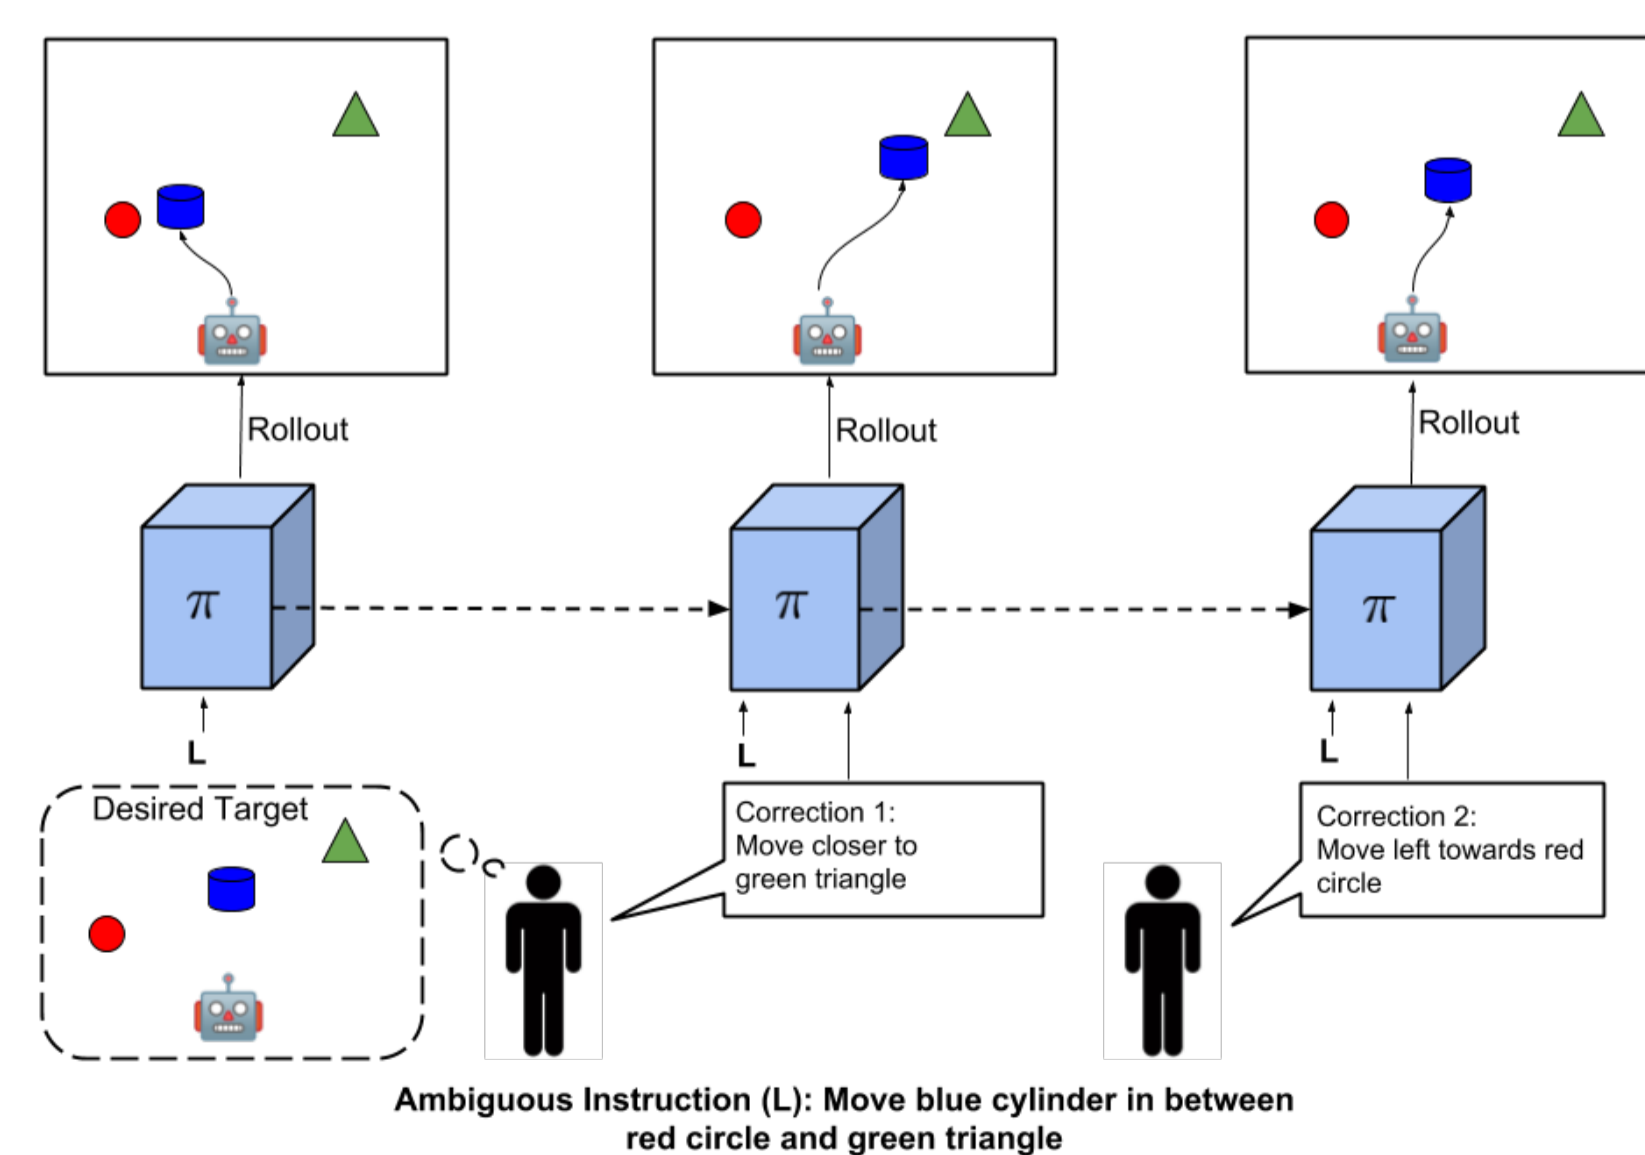 Rollout
Rollout
Rollout
π
π
π
L
L
L
Desired Target
Correction 1:
Move closer to
green triangle
Correction 2:
Move left towards red
circle
Ambiguous Instruction (L): Move blue cylinder in between
red circle and green triangle